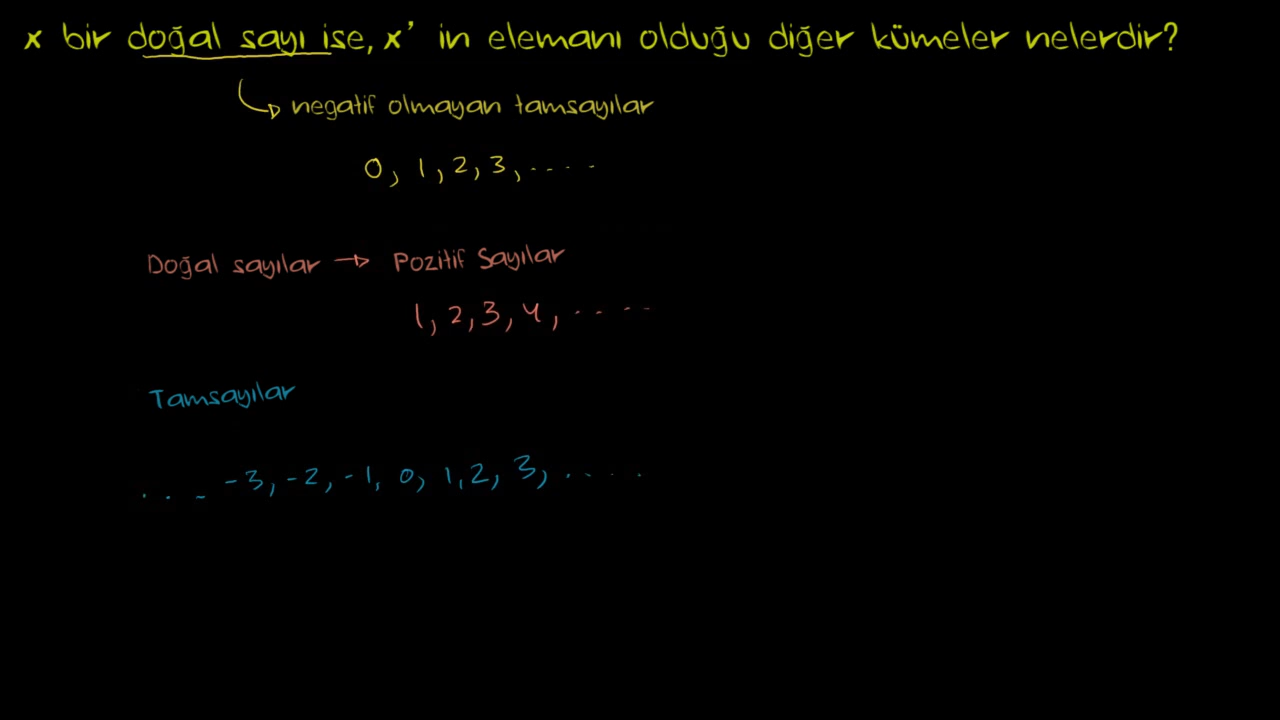 x bir doğal sayı ise, x' in elemanı olduğu diğer kümeler nelerdir?
negatif olmayan tamsayılar
0, 1, 2, 3, ....
Doğal sayılar → Pozitif Sayılar
1, 2, 3, 4, ....
Tamsayılar
... -3, -2, -1, 0, 1, 2, 3, ....